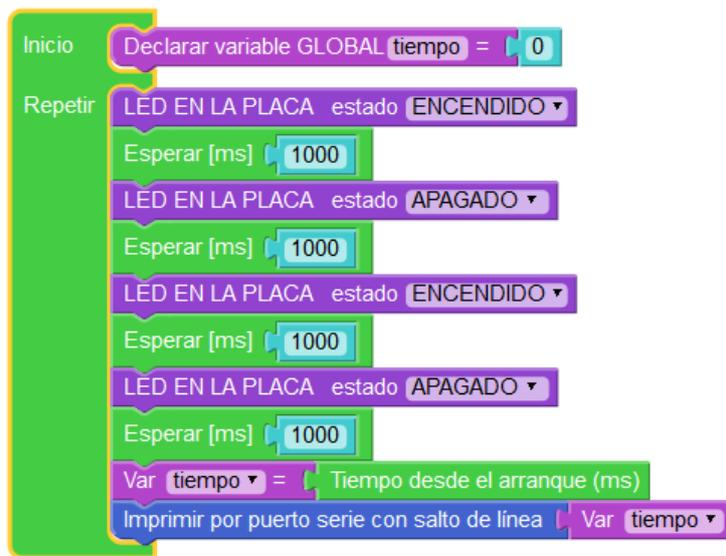 Inicio Declarar variable GLOBAL tiempo = 0
Repetir LED EN LA PLACA estado ENCENDIDO
Esperar [ms] 1000
LED EN LA PLACA estado APAGADO
Esperar [ms] 1000
LED EN LA PLACA estado ENCENDIDO
Esperar [ms] 1000
LED EN LA PLACA estado APAGADO
Esperar [ms] 1000
Var tiempo = Tiempo desde el arranque (ms)
Imprimir por puerto serie con salto de línea Var tiempo